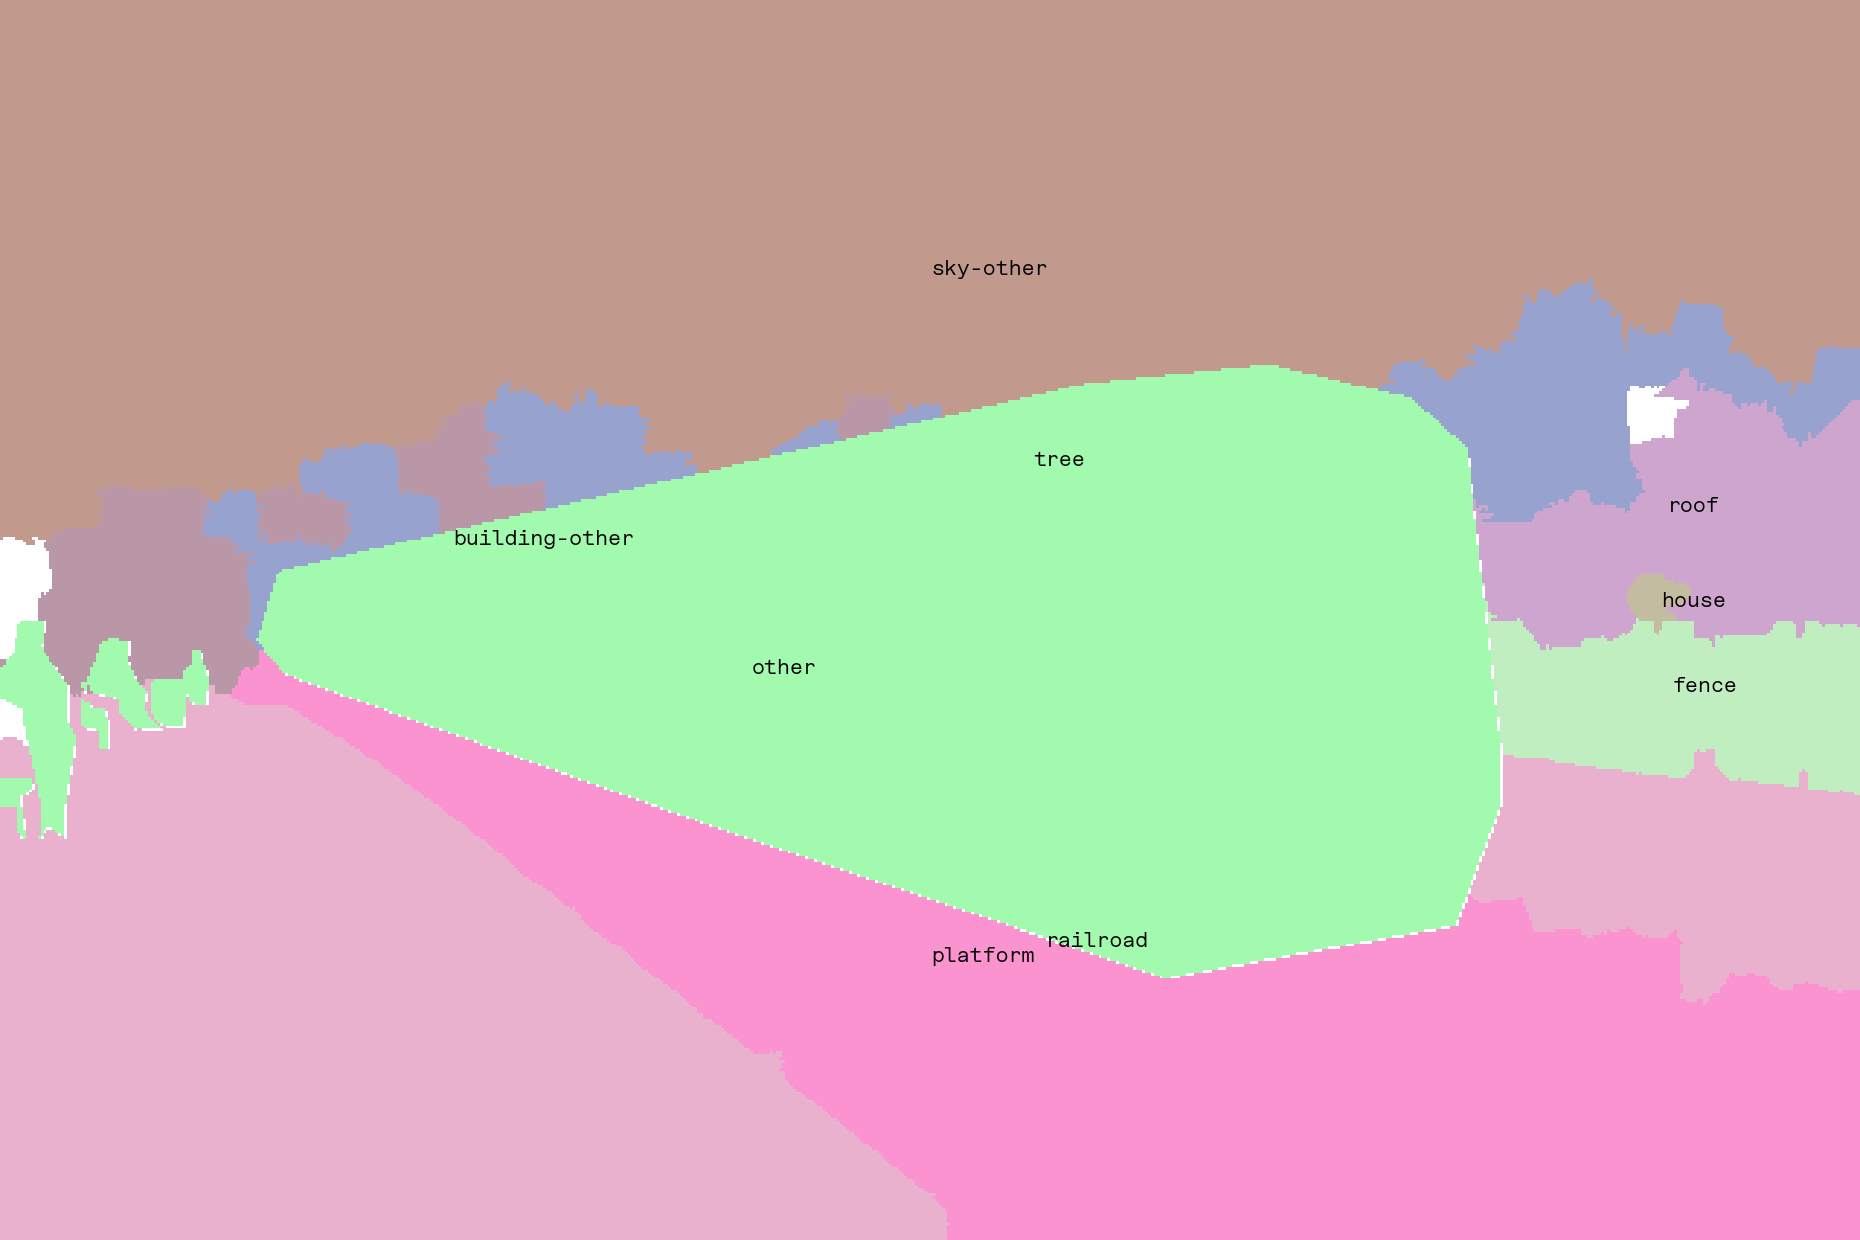 sky-other
tree
roof
building-other
house
other
fence
railroad
platform